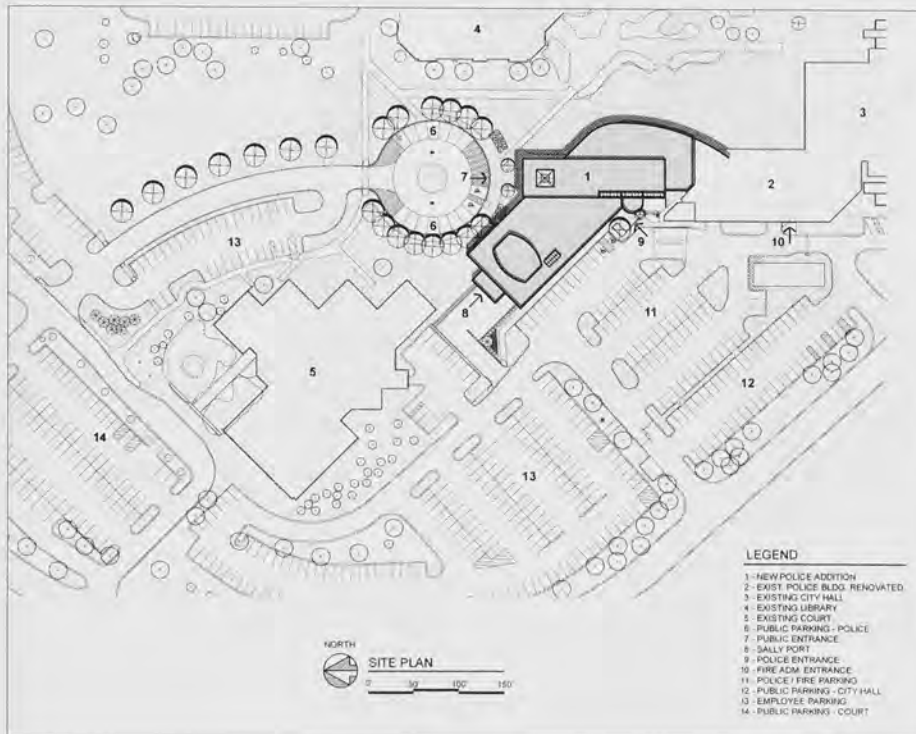 4
3
6
7
1
2
6
13
9
10
8
11
5
12
14
13
LEGEND
1 - NEW POLICE ADDITION
2 - EXIST. POLICE BLDG. RENOVATED
3 - EXISTING CITY HALL
4 - EXISTING LIBRARY
5 - EXISTING COURT
6 - PUBLIC PARKING - POLICE
7 - PUBLIC ENTRANCE
8 - SALLY PORT
9 - POLICE ENTRANCE
10 - FIRE ADM. ENTRANCE
11 - POLICE / FIRE PARKING
12 - PUBLIC PARKING - CITY HALL
13 - EMPLOYEE PARKING
14 - PUBLIC PARKING - COURT
NORTH
SITE PLAN
0' 50' 100' 150'